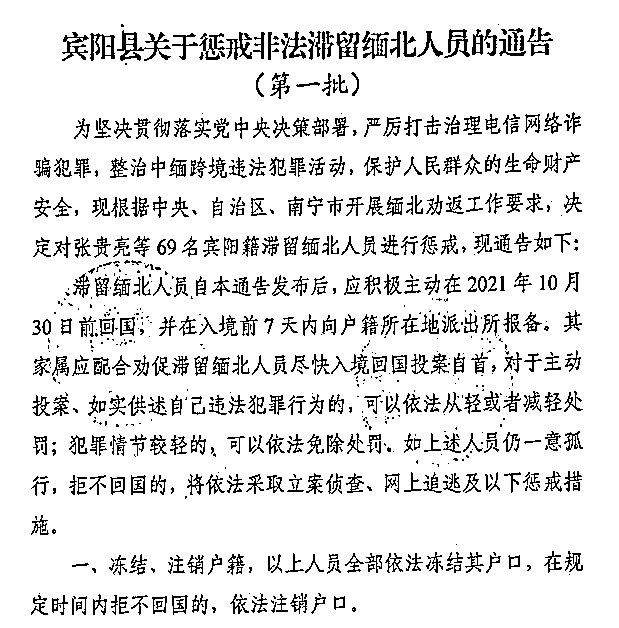 宾阳县关于惩戒非法滞留缅北人员的通告
（第一批）
为坚决贯彻落实党中央决策部署，严厉打击治理电信网络诈
骗犯罪，整治中缅跨境违法犯罪活动，保护人民群众的生命财产
安全，现根据中央、自治区、南宁市开展缅北劝返工作要求，决
定对张贵亮等 69 名宾阳籍滞留缅北人员进行惩戒，现通告如下：
滞留缅北人员自本通告发布后，应积极主动在 2021 年 10 月
30 日前回国，并在入境前 7 天内向户籍所在地派出所报备。其
家属应配合劝促滞留缅北人员尽快入境回国投案自首，对于主动
投案、如实供述自己违法犯罪行为的，可以依法从轻或者减轻处
罚；犯罪情节较轻的，可以依法免除处罚。如上述人员仍一意孤
行，拒不回国的，将依法采取立案侦查、网上追逃及以下惩戒措
施。
一、冻结、注销户籍，以上人员全部依法冻结其户口，在规
定时间内拒不回国的，依法注销户口。